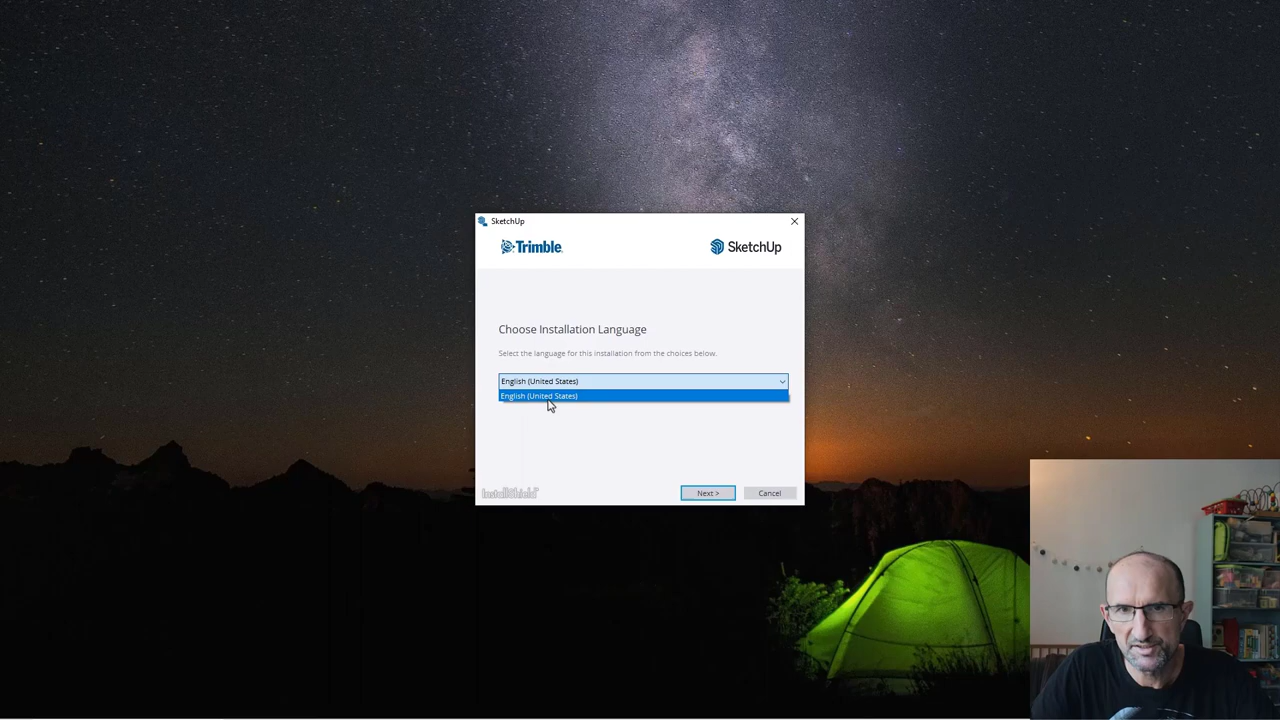 SketchUp
Trimble
SketchUp
Choose Installation Language
Select the language for this installation from the choices below.
English (United States)
English (United States)
InstallShield
Next >
Cancel